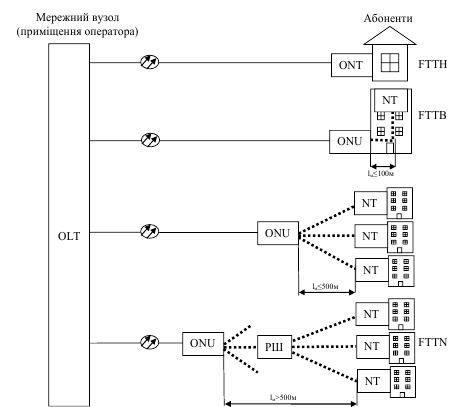 Мережний вузол
(приміщення оператора)
Абоненти
ONT
FTTH
NT
FTTB
ONU
lₐ≤100м
OLT
ONU
NT
NT
NT
lₐ≤500м
ONU
РШ
NT
NT
NT
FTTN
lₐ>500м